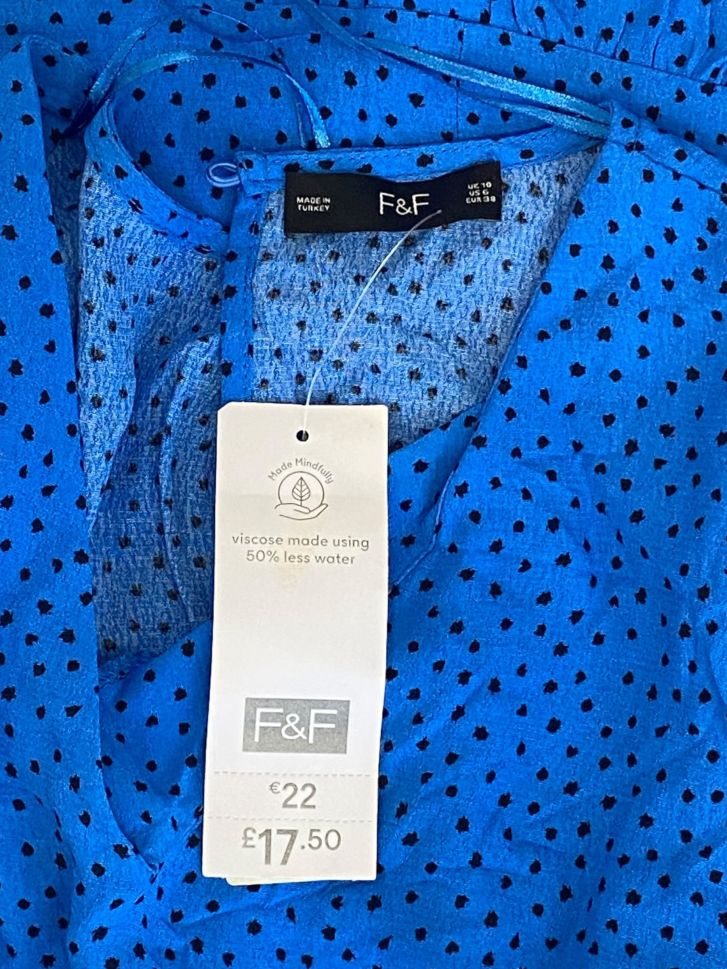 MADE IN
TURKEY
F&F
UK 10
US 6
EUR 38
Made Mindfully
viscose made using
50% less water
F&F
€22
£17.50